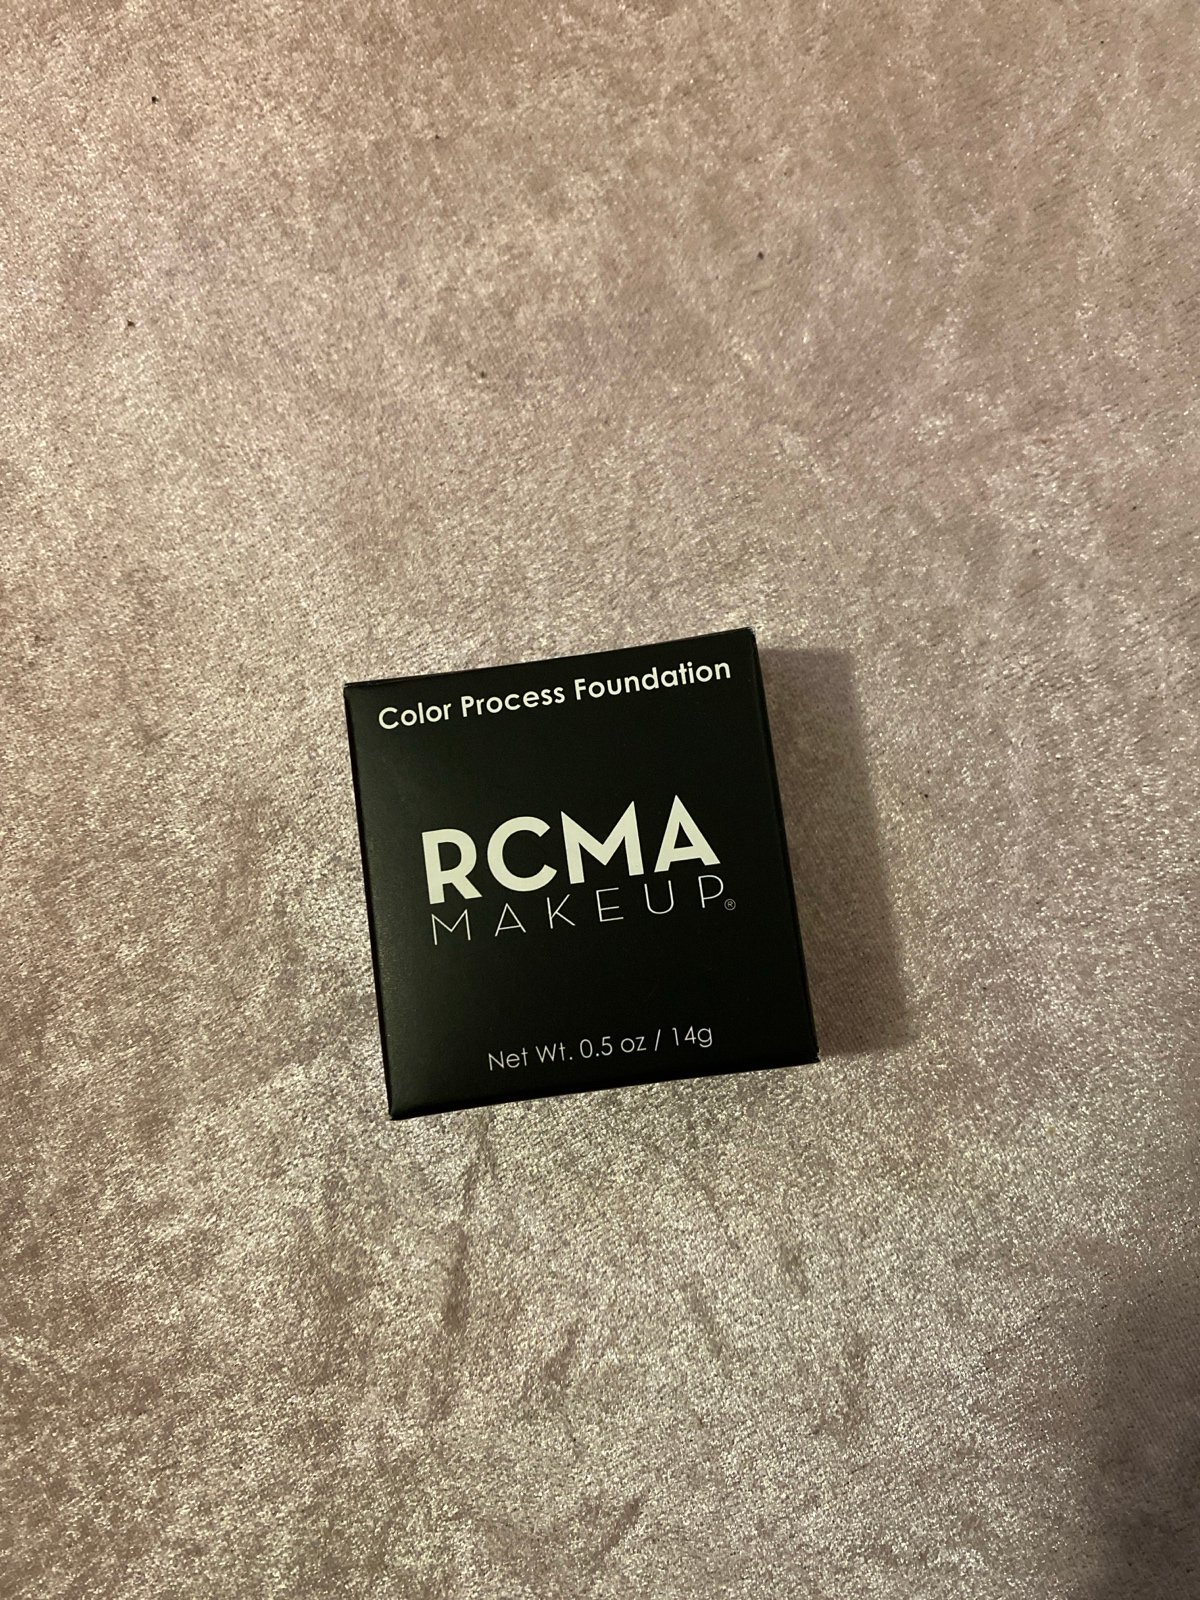 Color Process Foundation
RCMA
MAKEUP®
Net Wt. 0.5 oz / 14g